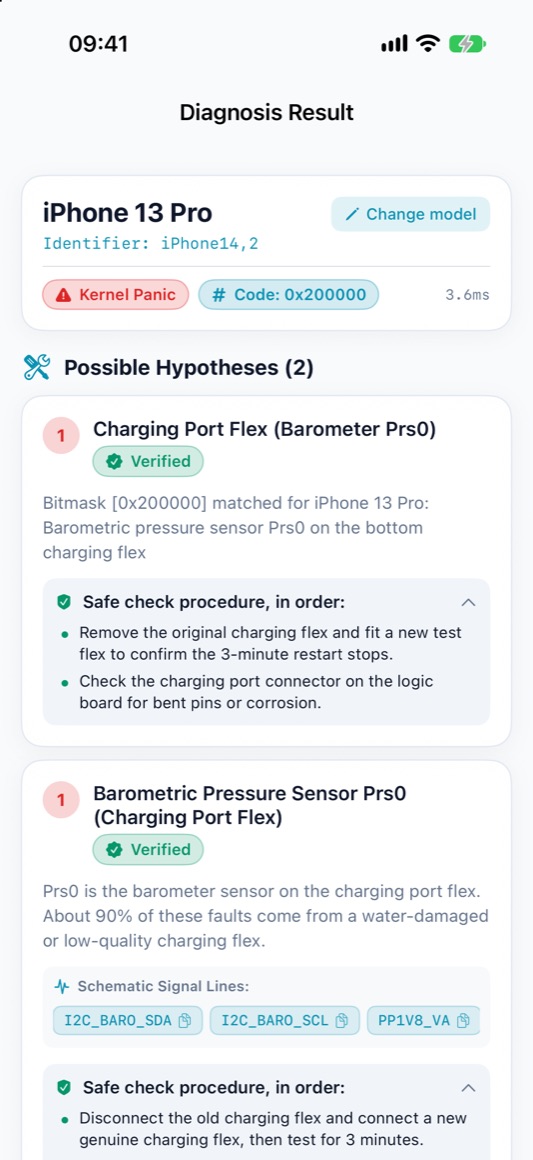 09:41
Diagnosis Result
iPhone 13 Pro
Change model
Identifier: iPhone14,2
Kernel Panic
# Code: 0x200000
3.6ms
Possible Hypotheses (2)
1
Charging Port Flex (Barometer Prs0)
Verified
Bitmask [0x200000] matched for iPhone 13 Pro:
Barometric pressure sensor Prs0 on the bottom
charging flex
Safe check procedure, in order:
• Remove the original charging flex and fit a new test
flex to confirm the 3-minute restart stops.
• Check the charging port connector on the logic
board for bent pins or corrosion.
1
Barometric Pressure Sensor Prs0
(Charging Port Flex)
Verified
Prs0 is the barometer sensor on the charging port flex.
About 90% of these faults come from a water-damaged
or low-quality charging flex.
Schematic Signal Lines:
I2C_BARO_SDA I2C_BARO_SCL PP1V8_VA
Safe check procedure, in order:
• Disconnect the old charging flex and connect a new
genuine charging flex, then test for 3 minutes.